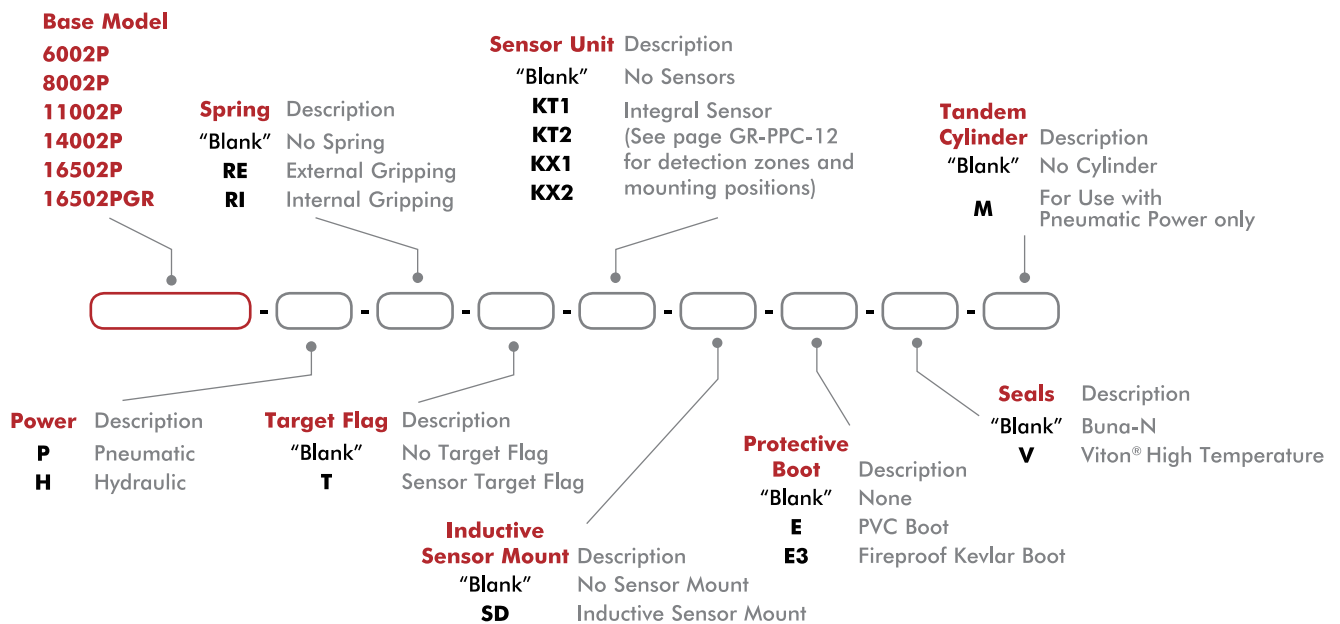 Base Model
6002P
8002P
11002P
14002P
16502P
16502PGR
Spring Description
"Blank" No Spring
RE External Gripping
RI Internal Gripping
Sensor Unit Description
"Blank" No Sensors
KT1 Integral Sensor
KT2 (See page GR-PPC-12
KX1 for detection zones and
KX2 mounting positions)
Tandem
Cylinder Description
"Blank" No Cylinder
M For Use with
Pneumatic Power only
- - - - - - - -
Power Description
P Pneumatic
H Hydraulic
Target Flag Description
"Blank" No Target Flag
T Sensor Target Flag
Inductive
Sensor Mount Description
"Blank" No Sensor Mount
SD Inductive Sensor Mount
Protective
Boot Description
"Blank" None
E PVC Boot
E3 Fireproof Kevlar Boot
Seals Description
"Blank" Buna-N
V Viton® High Temperature